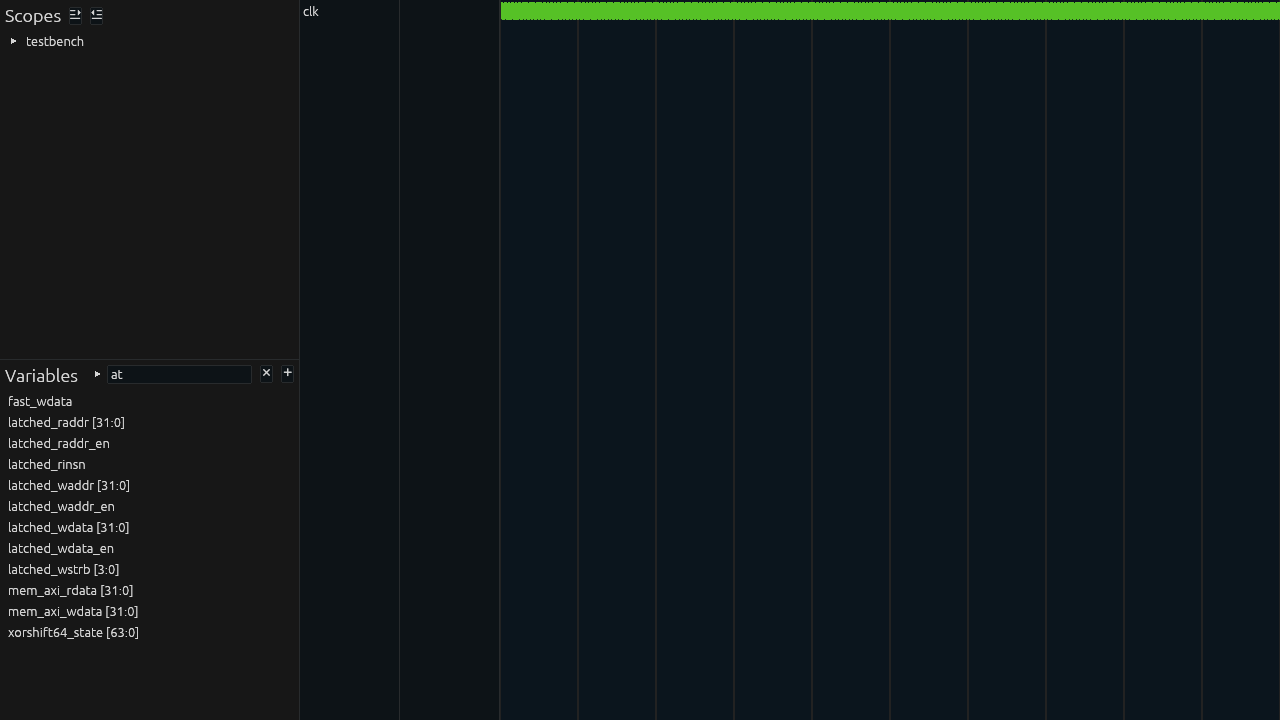 Scopes
testbench
Variables at × +
fast_wdata
latched_raddr [31:0]
latched_raddr_en
latched_rinsn
latched_waddr [31:0]
latched_waddr_en
latched_wdata [31:0]
latched_wdata_en
latched_wstrb [3:0]
mem_axi_rdata [31:0]
mem_axi_wdata [31:0]
xorshift64_state [63:0]
clk